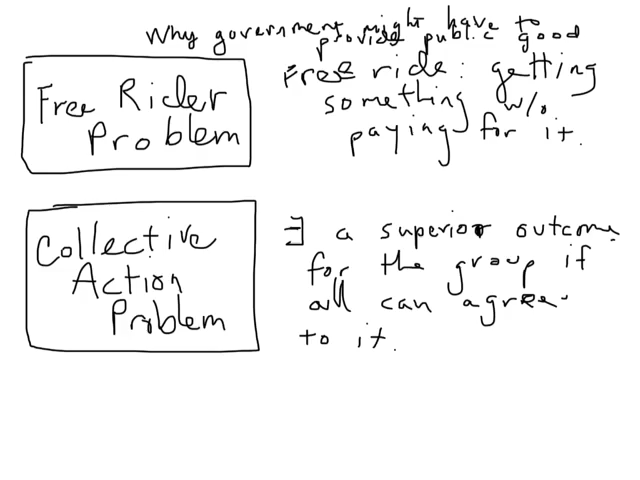 Why government might have to
provide public good
Free Rider
Problem
Free ride: getting
something w/o
paying for it.
Collective
Action
Problem
∃ a superior outcome
for the group if
all can agree
to it.